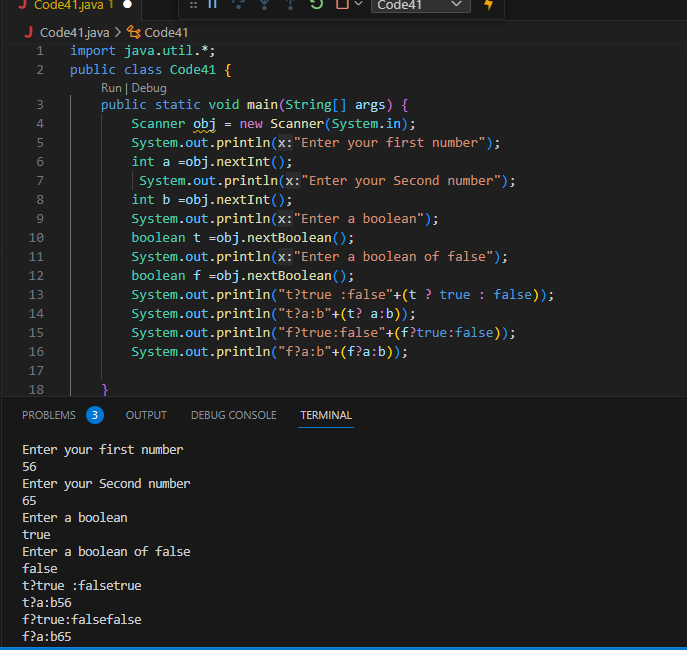 Code41.java 1
Code41
Code41.java > Code41
1 import java.util.*;
2 public class Code41 {
Run | Debug
3 public static void main(String[] args) {
4 Scanner obj = new Scanner(System.in);
5 System.out.println(x:"Enter your first number");
6 int a =obj.nextInt();
7 System.out.println(x:"Enter your Second number");
8 int b =obj.nextInt();
9 System.out.println(x:"Enter a boolean");
10 boolean t =obj.nextBoolean();
11 System.out.println(x:"Enter a boolean of false");
12 boolean f =obj.nextBoolean();
13 System.out.println("t?true :false"+(t ? true : false));
14 System.out.println("t?a:b"+(t? a:b));
15 System.out.println("f?true:false"+(f?true:false));
16 System.out.println("f?a:b"+(f?a:b));
17
18 }
PROBLEMS 3 OUTPUT DEBUG CONSOLE TERMINAL
Enter your first number
56
Enter your Second number
65
Enter a boolean
true
Enter a boolean of false
false
t?true :falsetrue
t?a:b56
f?true:falsefalse
f?a:b65